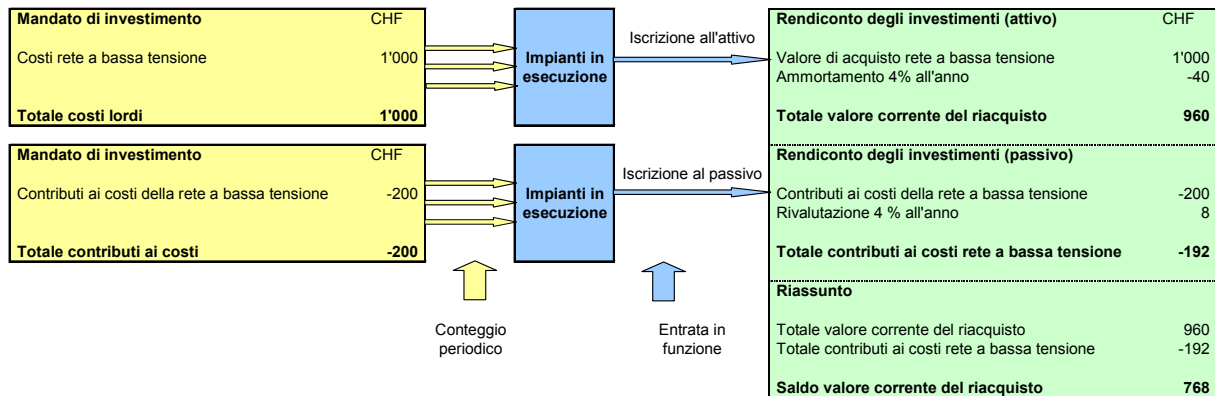 Mandato di investimento CHF
Costi rete a bassa tensione 1'000
Totale costi lordi 1'000
Impianti in
esecuzione
Iscrizione all'attivo
Rendiconto degli investimenti (attivo) CHF
Valore di acquisto rete a bassa tensione 1'000
Ammortamento 4% all'anno -40
Totale valore corrente del riacquisto 960
Mandato di investimento CHF
Contributi ai costi della rete a bassa tensione -200
Totale contributi ai costi -200
Impianti in
esecuzione
Iscrizione al passivo
Rendiconto degli investimenti (passivo)
Contributi ai costi della rete a bassa tensione -200
Rivalutazione 4 % all'anno 8
Totale contributi ai costi rete a bassa tensione -192
Conteggio
periodico
Entrata in
funzione
Riassunto
Totale valore corrente del riacquisto 960
Totale contributi ai costi rete a bassa tensione -192
Saldo valore corrente del riacquisto 768